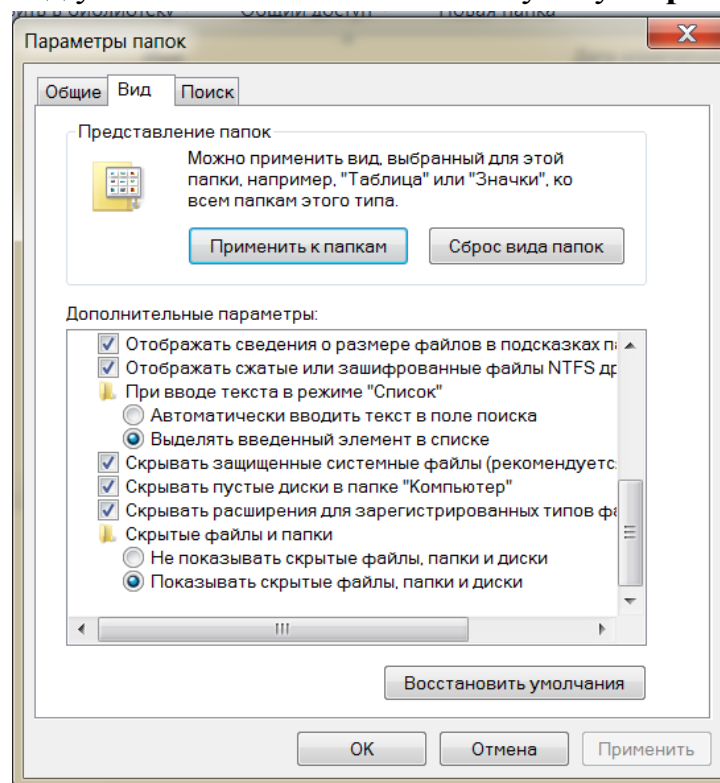 Параметры папок
Общие Вид Поиск
Представление папок
Можно применить вид, выбранный для этой
папки, например, "Таблица" или "Значки", ко
всем папкам этого типа.
Применить к папкам Сброс вида папок
Дополнительные параметры:
Отображать сведения о размере файлов в подсказках
Отображать сжатые или зашифрованные файлы NTFS др
При вводе текста в режиме "Список"
Автоматически вводить текст в поле поиска
Выделять введенный элемент в списке
Скрывать защищенные системные файлы (рекомендуетс
Скрывать пустые диски в папке "Компьютер"
Скрывать расширения для зарегистрированных типов
Скрытые файлы и папки
Не показывать скрытые файлы, папки и диски
Показывать скрытые файлы, папки и диски
Восстановить умолчания
ОК Отмена Применить